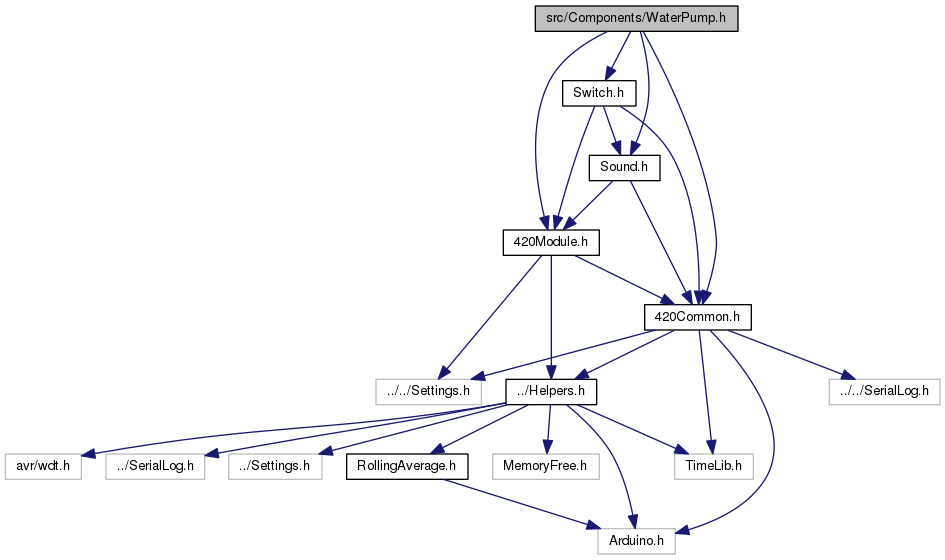 src/Components/WaterPump.h
Switch.h
Sound.h
420Module.h
420Common.h
../../Settings.h
../Helpers.h
../../SerialLog.h
avr/wdt.h
../SerialLog.h
../Settings.h
RollingAverage.h
MemoryFree.h
TimeLib.h
Arduino.h